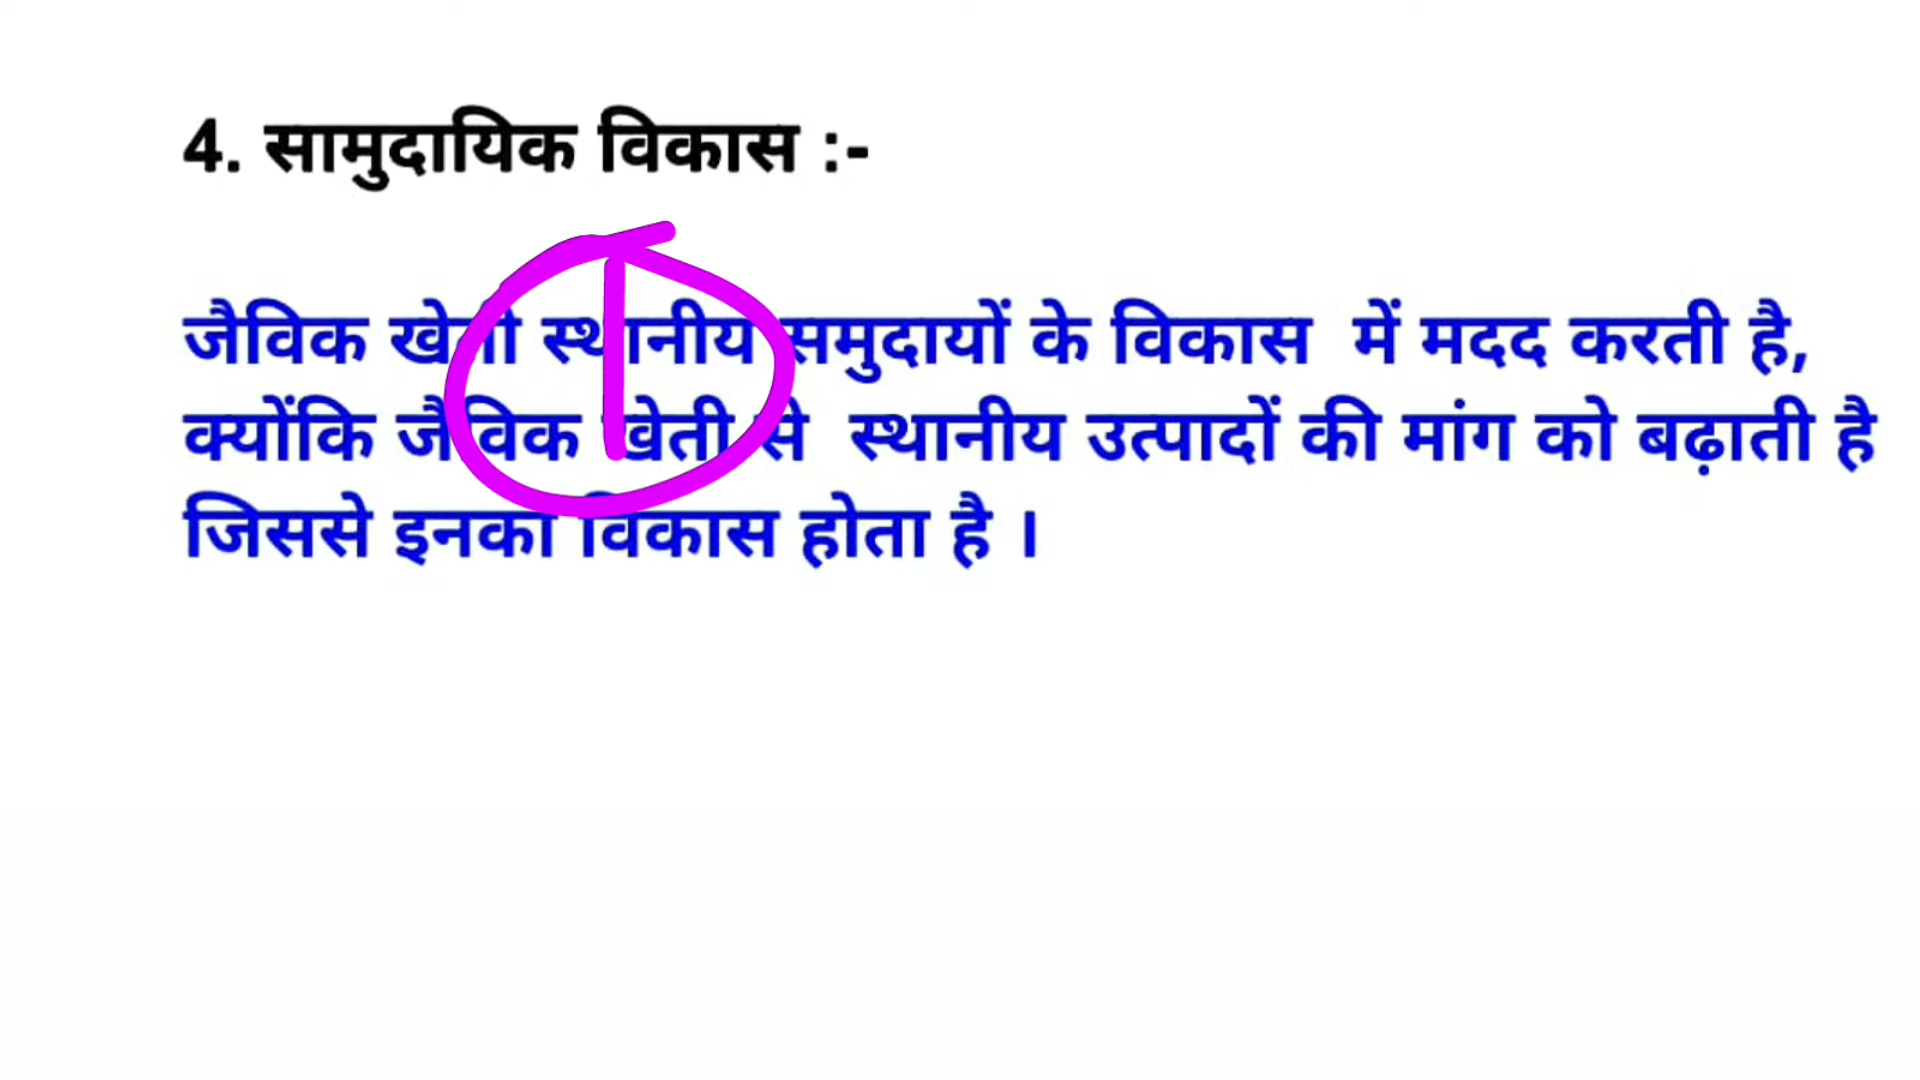 4. सामुदायिक विकास :-
जैविक खेती स्थानीय समुदायों के विकास में मदद करती है,
क्योंकि जैविक खेती से स्थानीय उत्पादों की मांग को बढ़ाती है
जिससे इनका विकास होता है ।